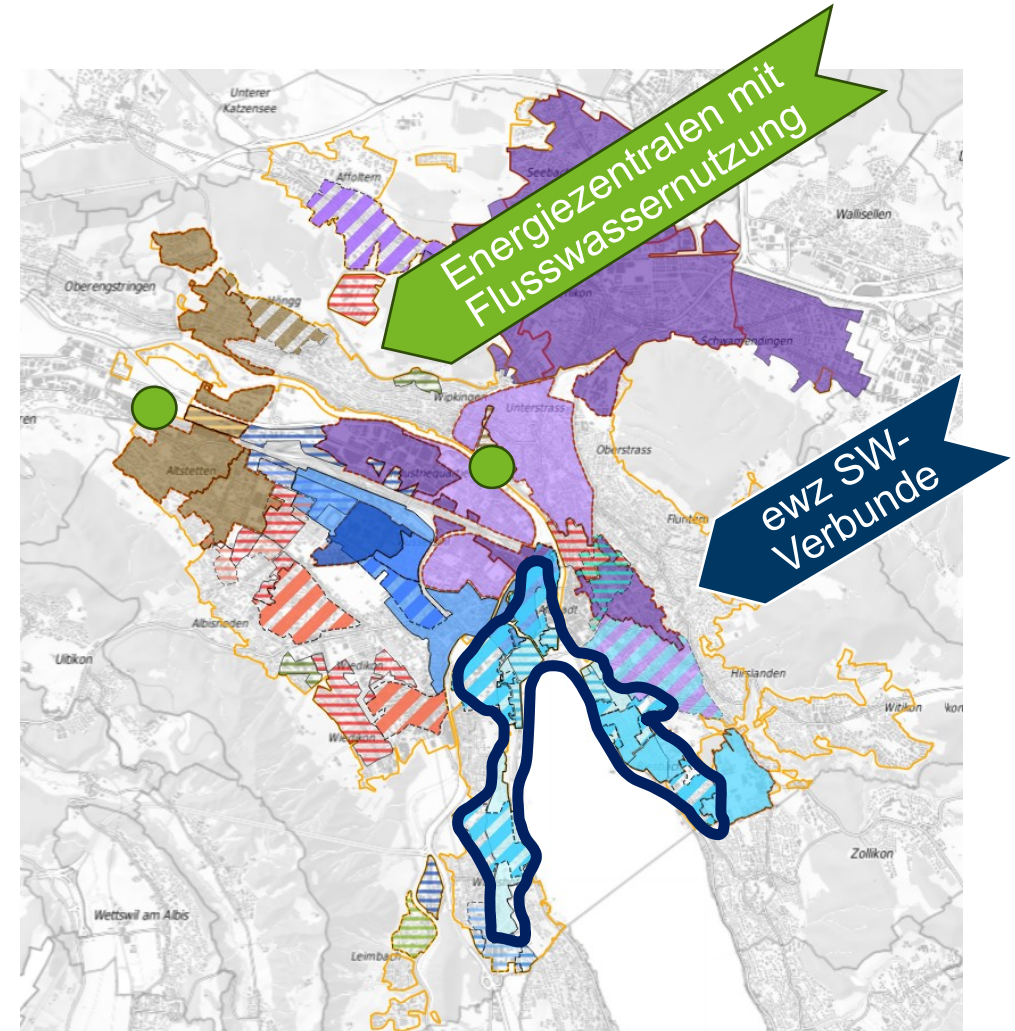 Unterer
Katzensee
Energiezentralen mit
Flusswassernutzung
Affoltern
Seebach
Wallisellen
Oberengstringen
Höngg
Schwamendingen
Wipkingen
Unterstrass
Oberstrass
Altstetten
Fluntern
ewz SW-
Verbunde
Albisrieden
Uitikon
Wiedikon
Hirslanden
Witikon
Wiedikon
Zollikon
Wettswil am Albis
Leimbach